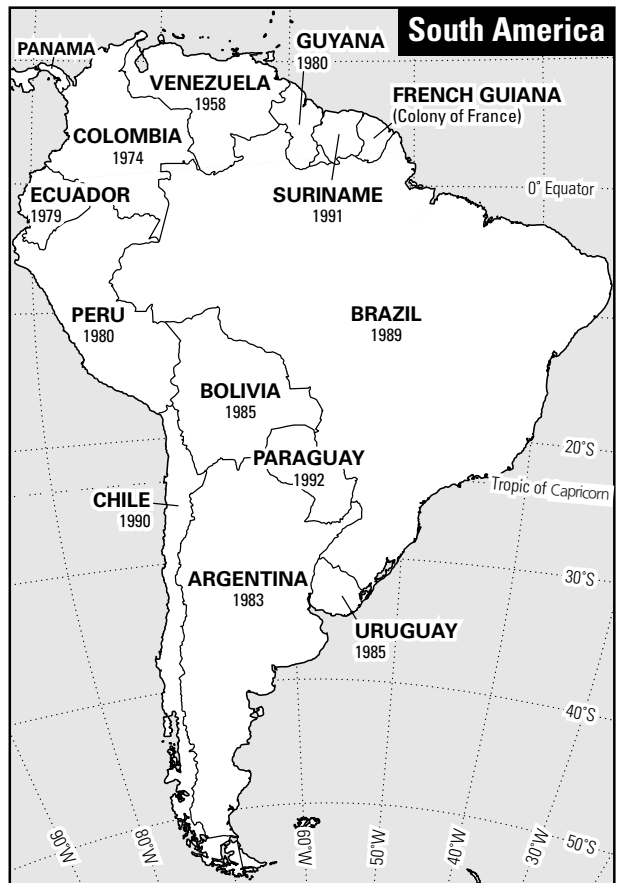 South America
PANAMA
GUYANA
1980
VENEZUELA
1958
FRENCH GUIANA
(Colony of France)
COLOMBIA
1974
ECUADOR
1979
SURINAME
1991
0° Equator
PERU
1980
BRAZIL
1989
BOLIVIA
1985
20°S
PARAGUAY
1992
Tropic of Capricorn
CHILE
1990
30°S
ARGENTINA
1983
URUGUAY
1985
40°S
90°W
80°W
60°W
50°W
40°W
30°W
50°S